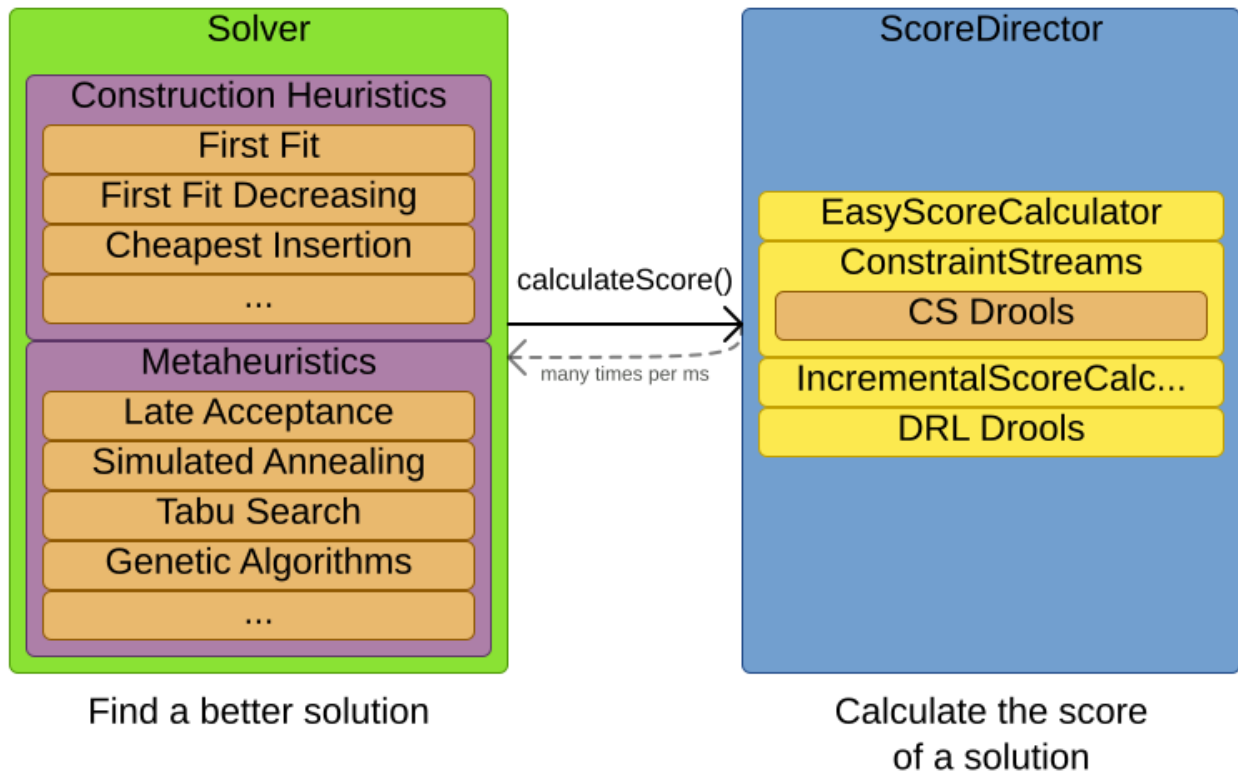 Solver
Construction Heuristics
First Fit
First Fit Decreasing
Cheapest Insertion
...
Metaheuristics
Late Acceptance
Simulated Annealing
Tabu Search
Genetic Algorithms
...
Find a better solution
calculateScore()
many times per ms
ScoreDirector
EasyScoreCalculator
ConstraintStreams
CS Drools
IncrementalScoreCalc...
DRL Drools
Calculate the score
of a solution